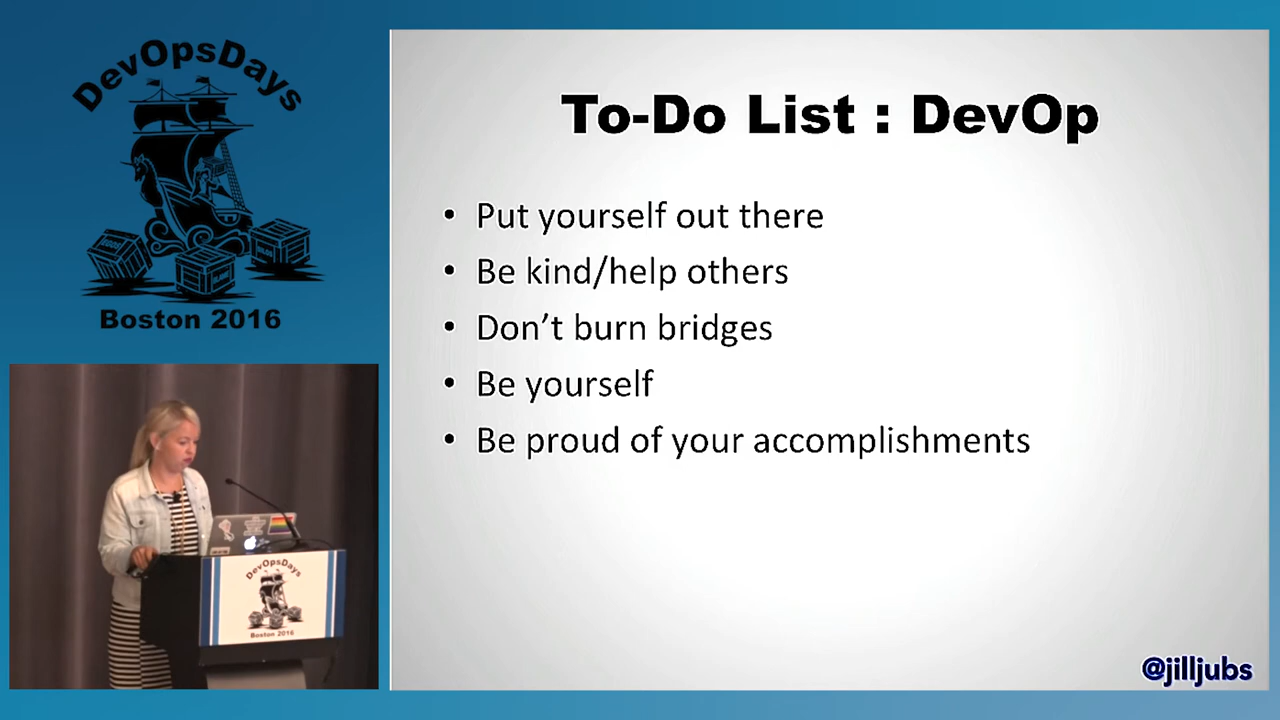 DevOpsDays
Boston 2016
To-Do List : DevOp
• Put yourself out there
• Be kind/help others
• Don’t burn bridges
• Be yourself
• Be proud of your accomplishments
DevOpsDays
Boston 2016
@jilljubs